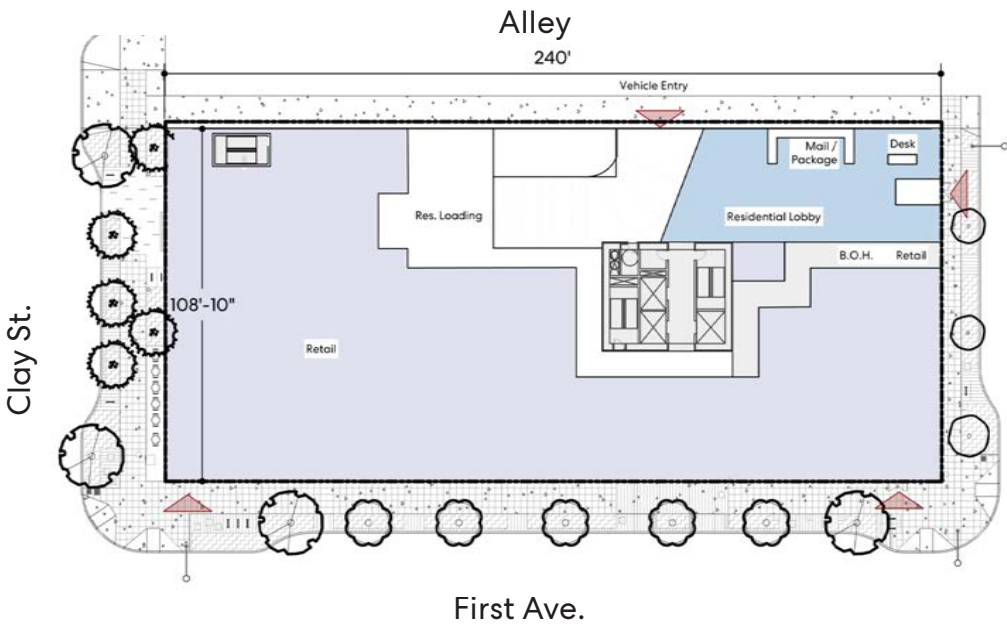 Alley
240'
Vehicle Entry
Mail /
Package
Desk
Res. Loading
Residential Lobby
B.O.H.
Retail
108'-10"
Clay St.
Retail
First Ave.